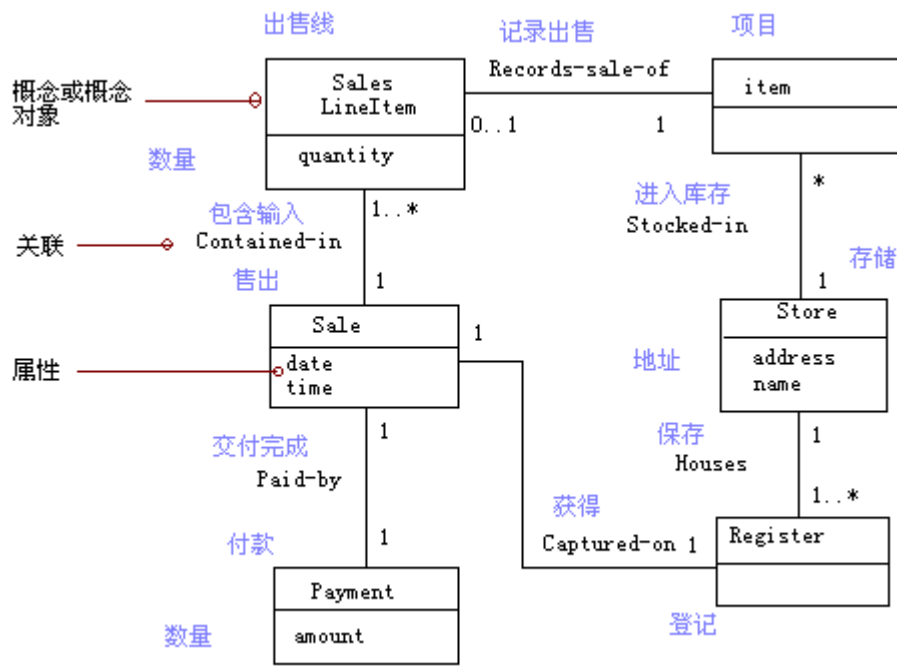 出售线
记录出售
项目
Records-sale-of
概念或概念
对象
Sales
LineItem
item
0..1
1
数量
quantity
1..*
*
进入库存
包含输入
Stocked-in
关联
Contained-in
存储
售出
1
1
Sale
1
Store
属性
date
time
地址
address
name
1
交付完成
保存
1
Paid-by
Houses
1..*
获得
付款
1
Captured-on 1
Register
Payment
数量
amount
登记